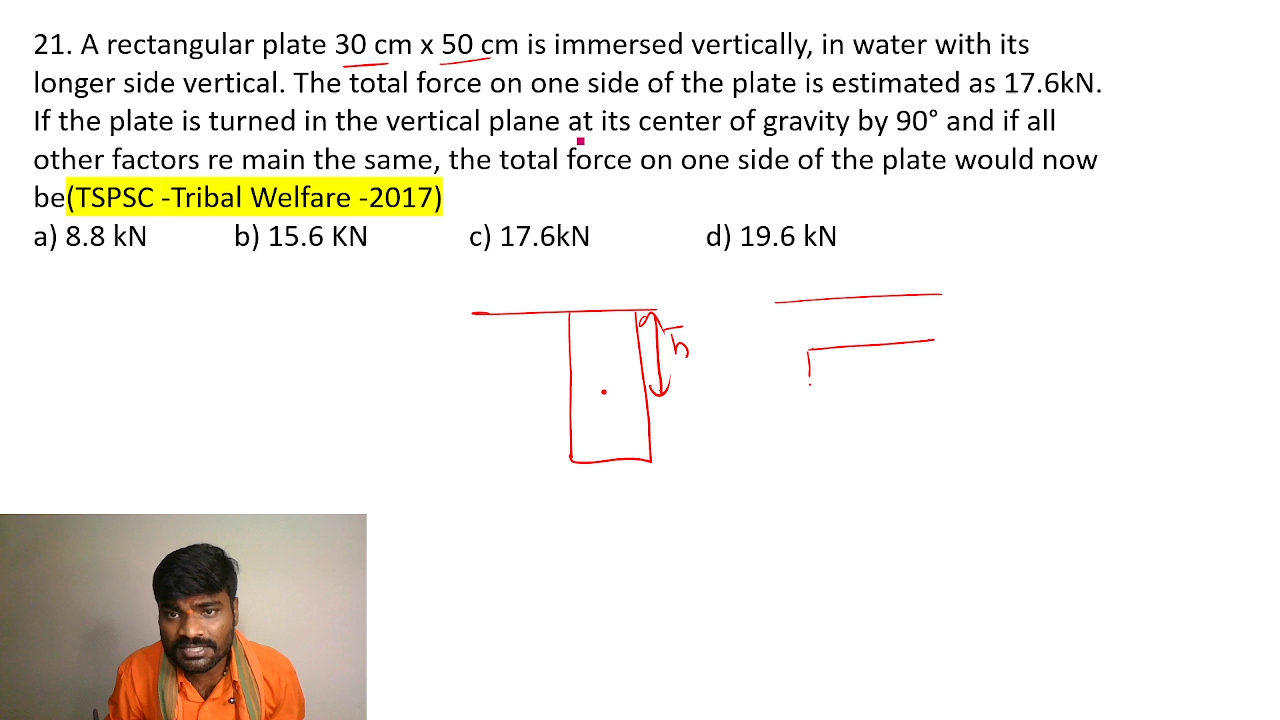 21. A rectangular plate 30 cm x 50 cm is immersed vertically, in water with its
longer side vertical. The total force on one side of the plate is estimated as 17.6kN.
If the plate is turned in the vertical plane at its center of gravity by 90° and if all
other factors re main the same, the total force on one side of the plate would now
be(TSPSC -Tribal Welfare -2017)
a) 8.8 kN b) 15.6 KN c) 17.6kN d) 19.6 kN
h̅